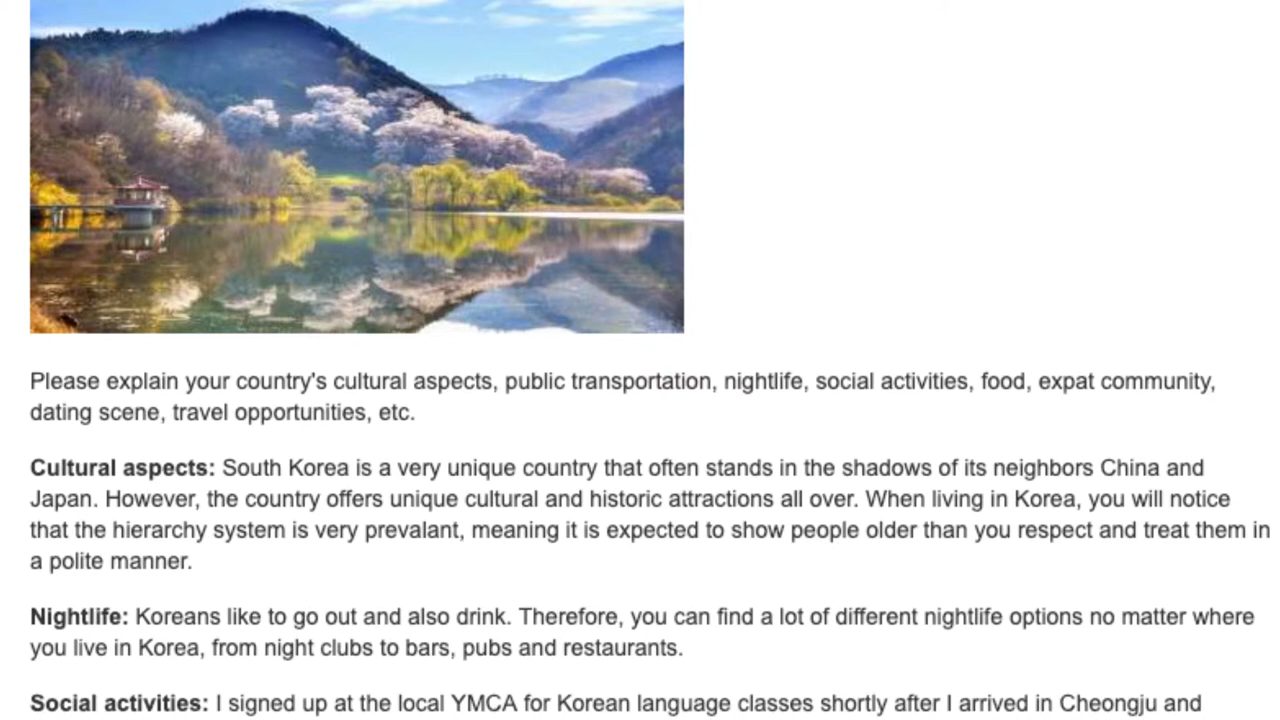 Please explain your country's cultural aspects, public transportation, nightlife, social activities, food, expat community,
dating scene, travel opportunities, etc.
Cultural aspects: South Korea is a very unique country that often stands in the shadows of its neighbors China and
Japan. However, the country offers unique cultural and historic attractions all over. When living in Korea, you will notice
that the hierarchy system is very prevalant, meaning it is expected to show people older than you respect and treat them in
a polite manner.
Nightlife: Koreans like to go out and also drink. Therefore, you can find a lot of different nightlife options no matter where
you live in Korea, from night clubs to bars, pubs and restaurants.
Social activities: I signed up at the local YMCA for Korean language classes shortly after I arrived in Cheongju and